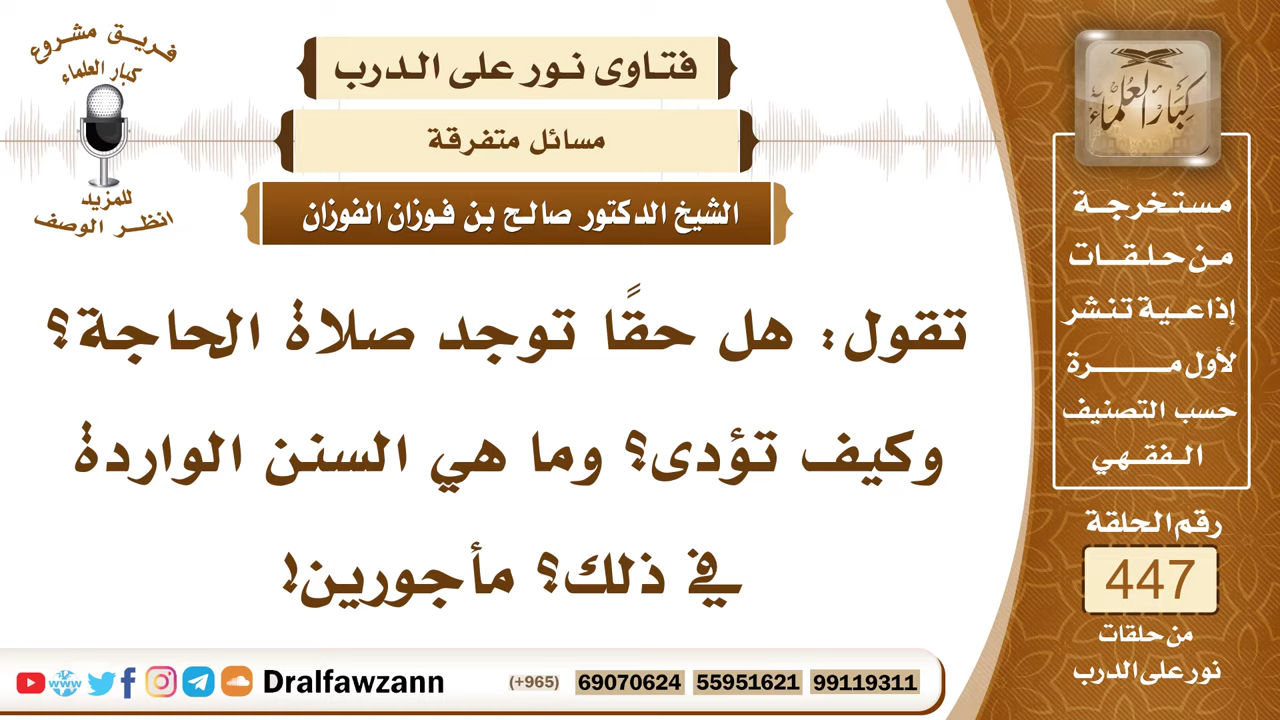 فريق مشروع
كبار العلماء
للمزيد
انظر الوصف
فتاوى نور على الدرب
مسائل متفرقة
الشيخ الدكتور صالح بن فوزان الفوزان
تقول: هل حقًا توجد صلاة الحاجة؟
وكيف تؤدى؟ وما هي السنن الواردة
في ذلك؟ مأجورين!
كبار العلماء
مستخرجة
من حلقات
إذاعية تنشر
لأول مرة
حسب التصنيف
الفقهي
رقم الحلقة
447
من حلقات
نور على الدرب
www
Dralfawzann
(+965) 69070624 55951621 99119311